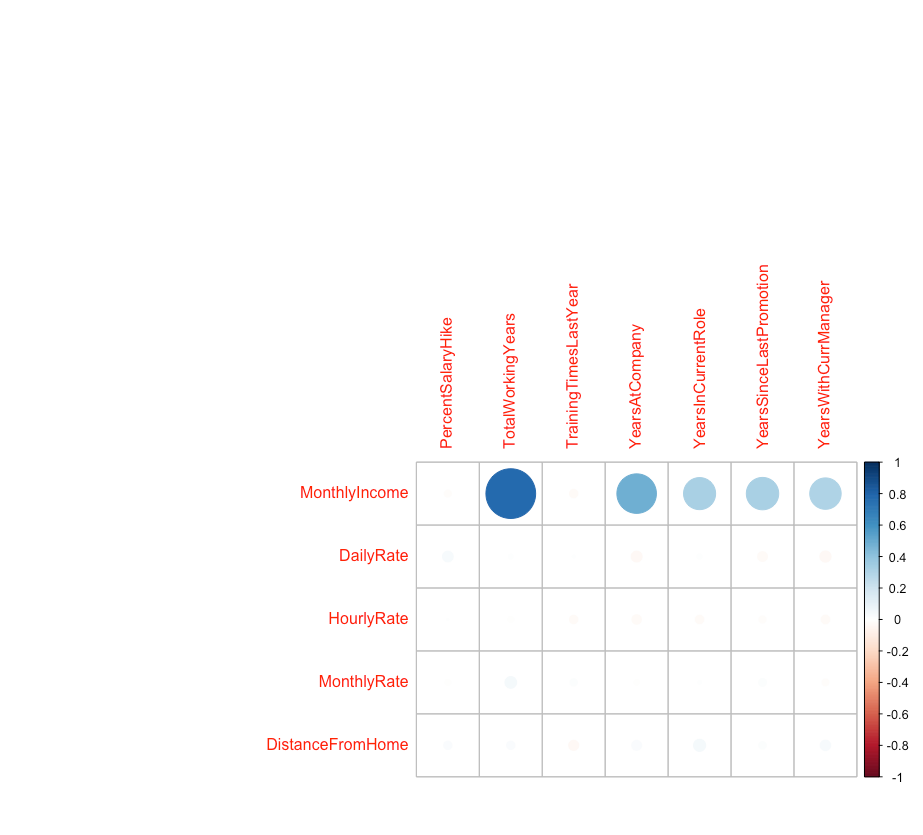 PercentSalaryHike
TotalWorkingYears
TrainingTimesLastYear
YearsAtCompany
YearsInCurrentRole
YearsSinceLastPromotion
YearsWithCurrManager
MonthlyIncome
DailyRate
HourlyRate
MonthlyRate
DistanceFromHome
1
0.8
0.6
0.4
0.2
0
-0.2
-0.4
-0.6
-0.8
-1